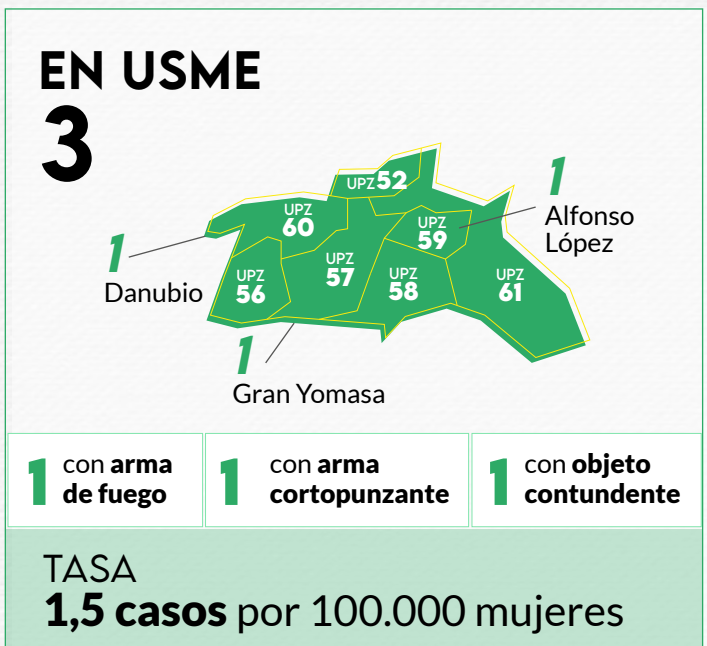 EN USME
3
UPZ 52
UPZ
60
UPZ
59
1
Alfonso
López
1
Danubio
UPZ
56
UPZ
57
UPZ
58
UPZ
61
1
Gran Yomasa
1 con arma
de fuego
1 con arma
cortopunzante
1 con objeto
contundente
TASA
1,5 casos por 100.000 mujeres